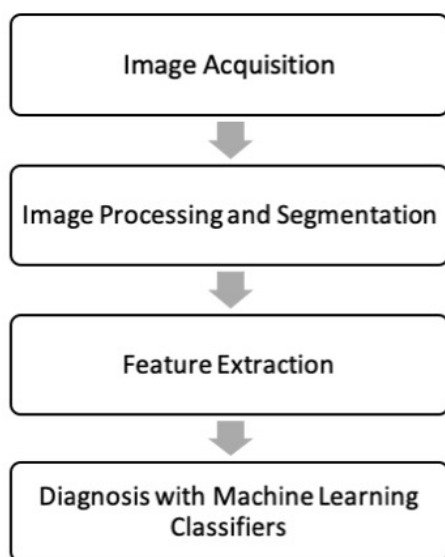 Image Acquisition
Image Processing and Segmentation
Feature Extraction
Diagnosis with Machine Learning
Classifiers